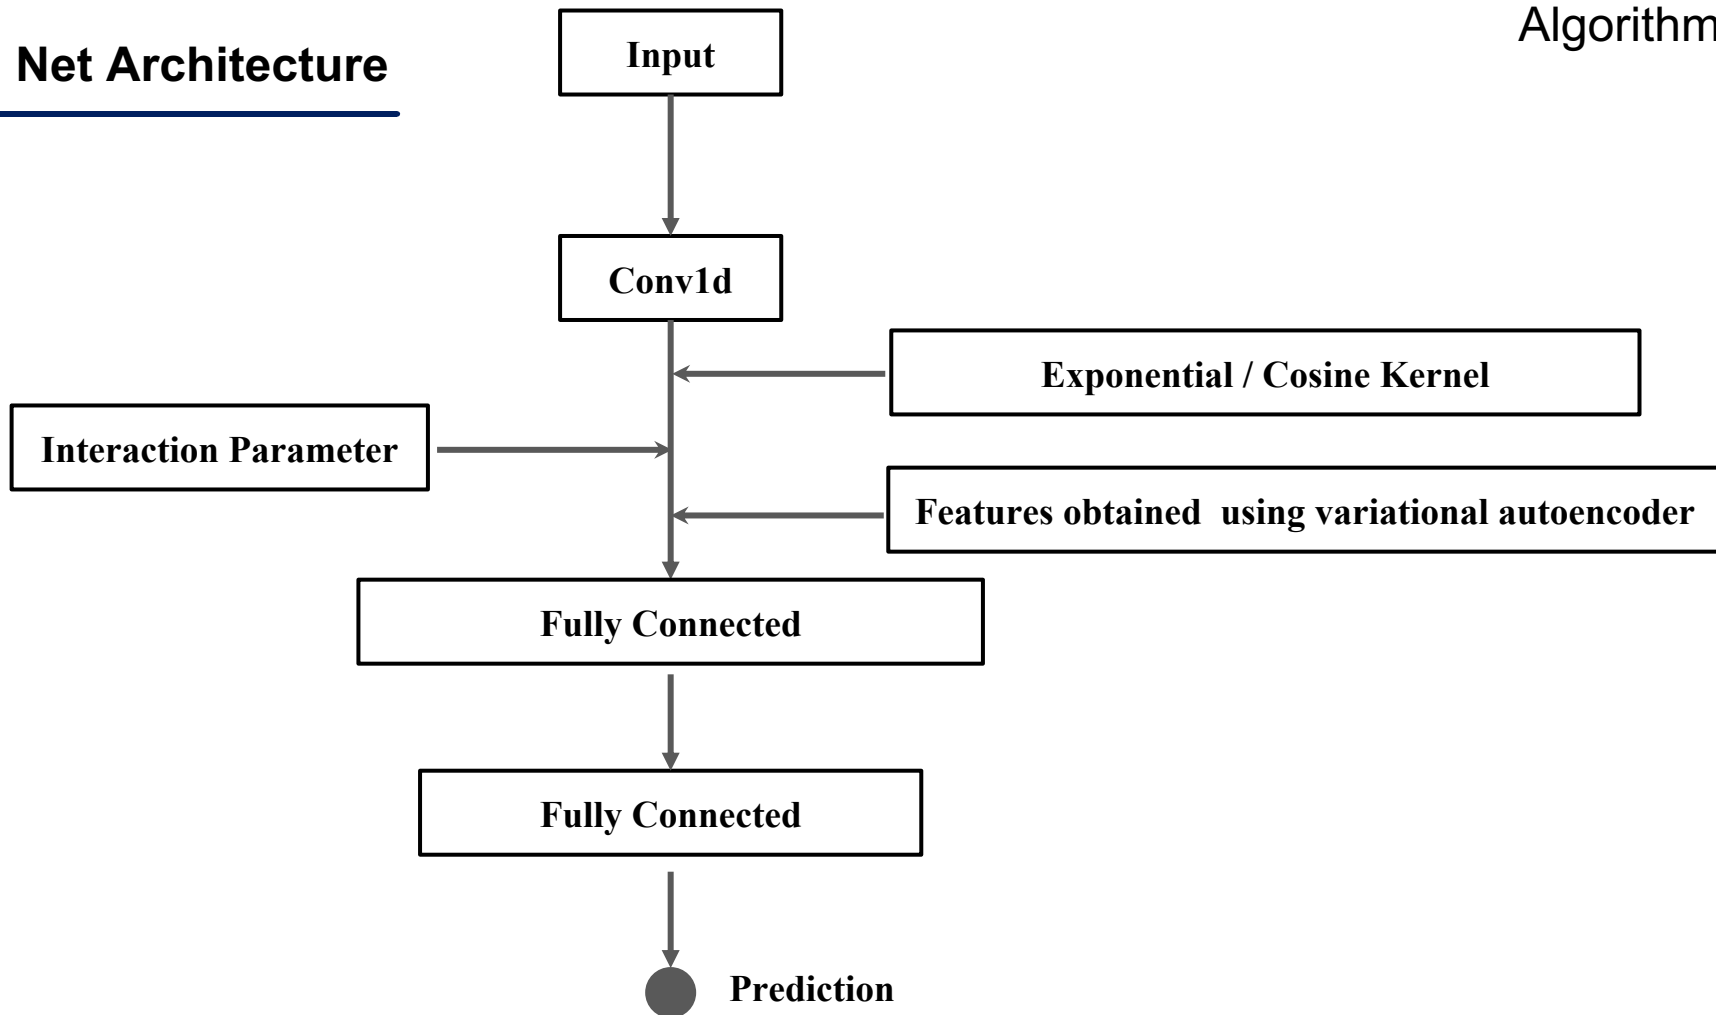 Algorithm
Net Architecture
Input
Conv1d
Exponential / Cosine Kernel
Interaction Parameter
Features obtained  using variational autoencoder
Fully Connected
Fully Connected
Prediction